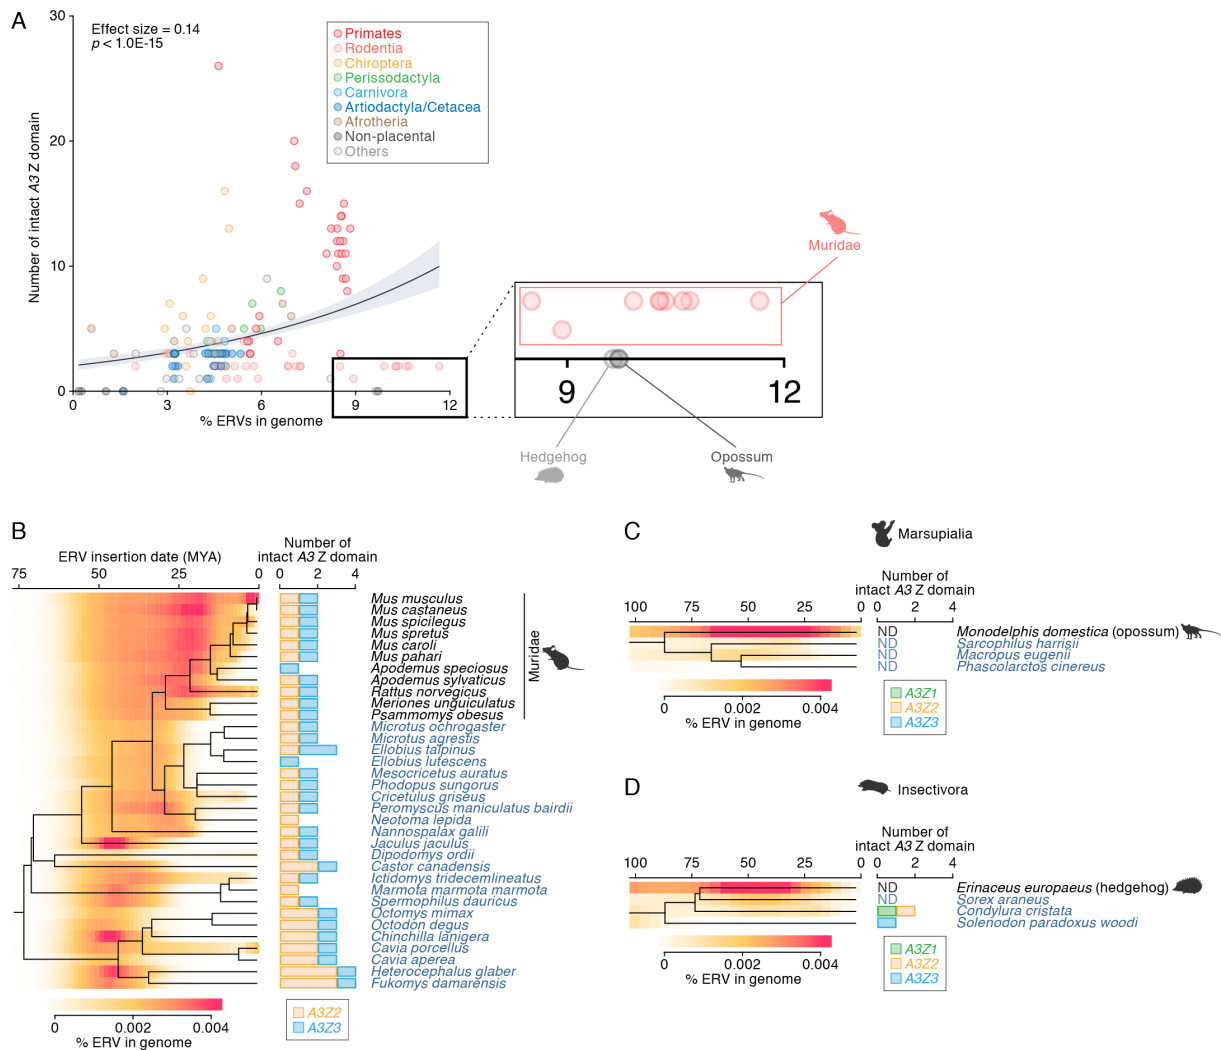 A
30
20
10
0
Number of intact A3 Z domain
Effect size = 0.14
p < 1.0E-15
Primates
Rodentia
Chiroptera
Perissodactyla
Carnivora
Artiodactyla/Cetacea
Afrotheria
Non-placental
Others
0 3 6 9 12
% ERVs in genome
Muridae
9 12
Hedgehog
Opossum
B
ERV insertion date (MYA)
75 50 25 0
Number of
intact A3 Z domain
0 2 4
Mus musculus
Mus castaneus
Mus spicilegus
Mus spretus
Mus caroli
Mus pahari
Apodemus speciosus
Apodemus sylvaticus
Rattus norvegicus
Meriones unguiculatus
Psammomys obesus
Muridae
Microtus ochrogaster
Microtus agrestis
Ellobius talpinus
Ellobius lutescens
Mesocricetus auratus
Phodopus sungorus
Cricetulus griseus
Peromyscus maniculatus bairdii
Neotoma lepida
Nannospalax galili
Jaculus jaculus
Dipodomys ordii
Castor canadensis
Ictidomys tridecemlineatus
Marmota marmota marmota
Spermophilus dauricus
Octomys mimax
Octodon degus
Chinchilla lanigera
Cavia porcellus
Cavia aperea
Heterocephalus glaber
Fukomys damarensis
0 0.002 0.004
% ERV in genome
A3Z2
A3Z3
C
Marsupialia
Number of
intact A3 Z domain
100 75 50 25 0
0 2 4
ND Monodelphis domestica (opossum)
ND Sarcophilus harrisii
ND Macropus eugenii
ND Phascolarctos cinereus
0 0.002 0.004
% ERV in genome
A3Z1
A3Z2
A3Z3
D
Insectivora
Number of
intact A3 Z domain
100 75 50 25 0
0 2 4
ND Erinaceus europaeus (hedgehog)
ND Sorex araneus
Condylura cristata
Solenodon paradoxus woodi
0 0.002 0.004
% ERV in genome
A3Z1
A3Z2
A3Z3